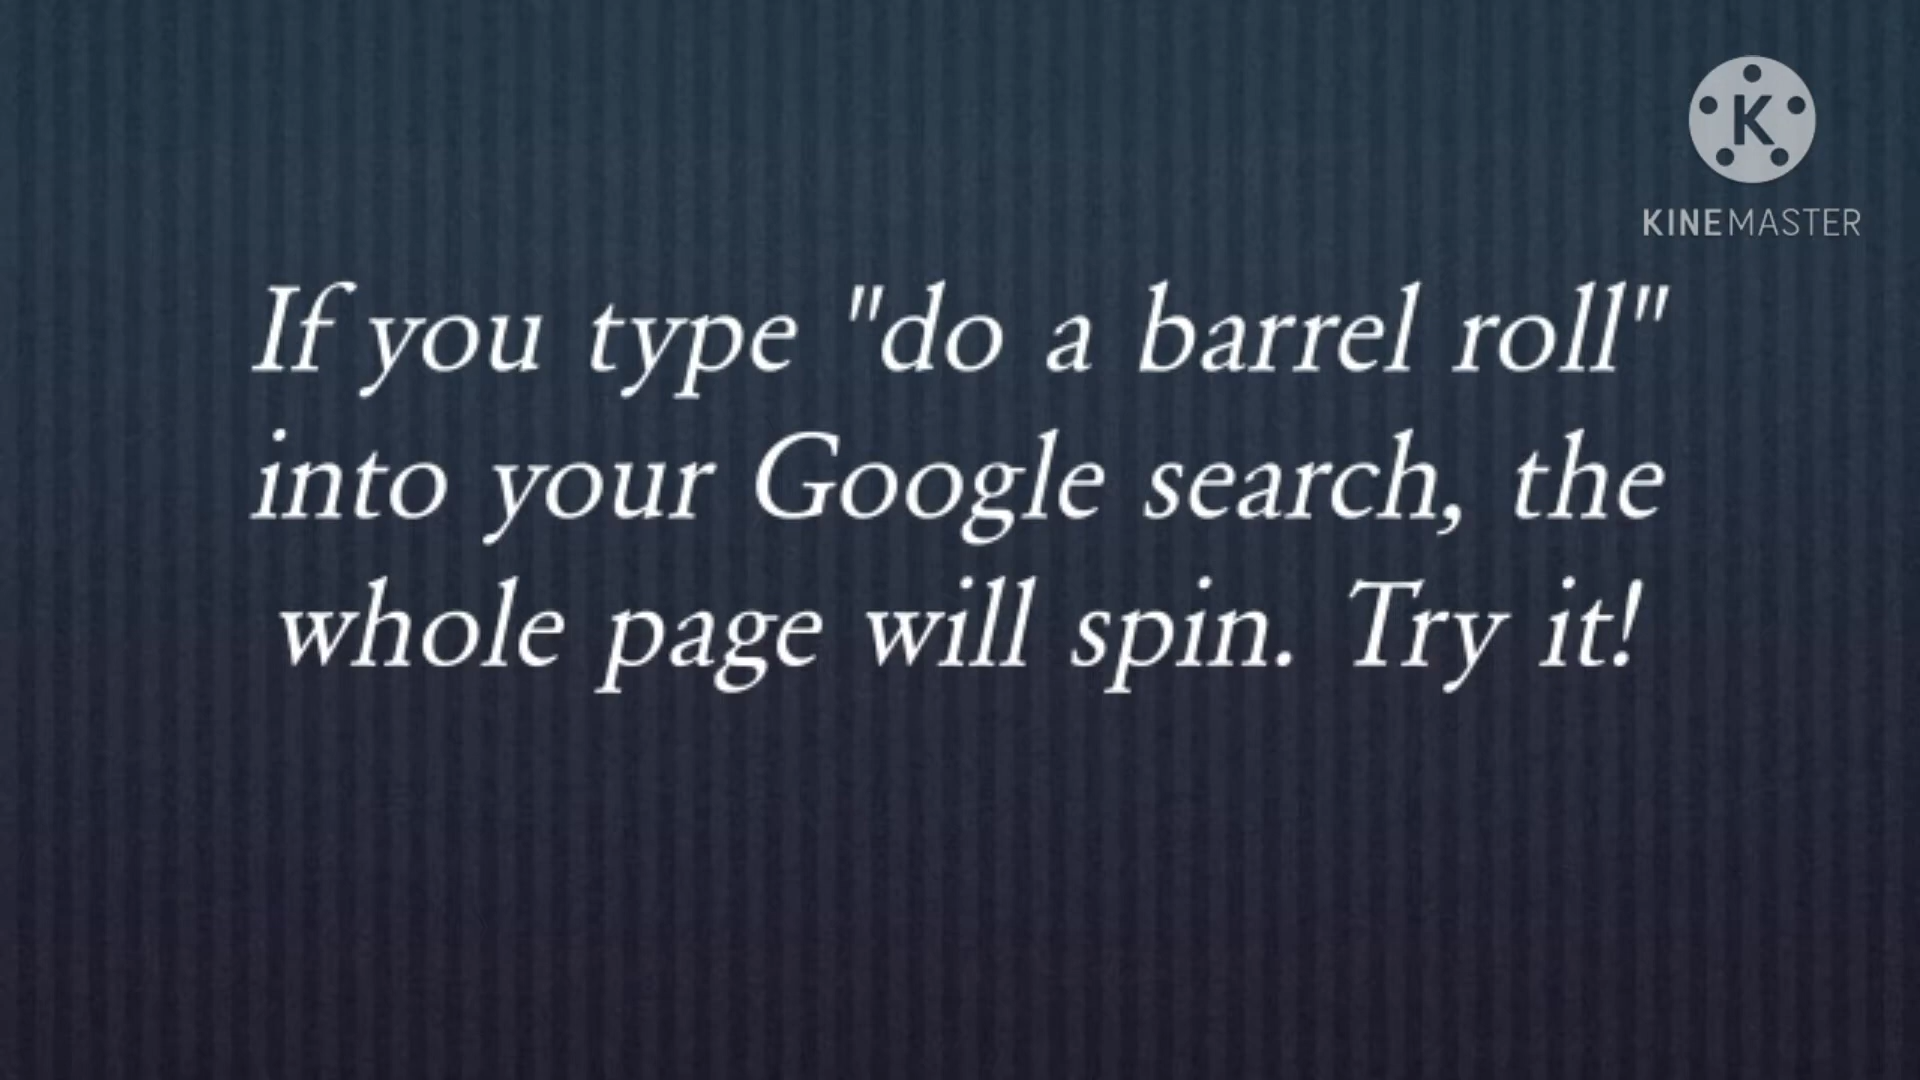 K
KINEMASTER
If you type "do a barrel roll"
into your Google search, the
whole page will spin. Try it!